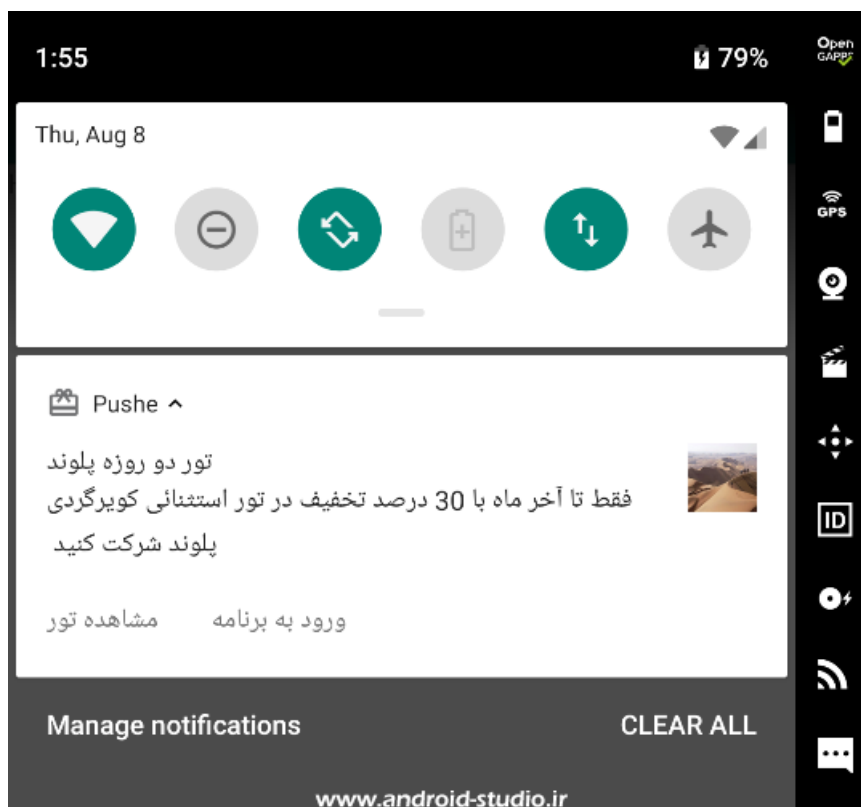 1:55
79%
Open
GAPPS
Thu, Aug 8
GPS
Pushe
تور دو روزه پلوند
فقط تا آخر ماه با 30 درصد تخفیف در تور استثنائی کویرگردی
پلوند شرکت کنید
ID
مشاهده تور
ورود به برنامه
Manage notifications
CLEAR ALL
www.android-studio.ir